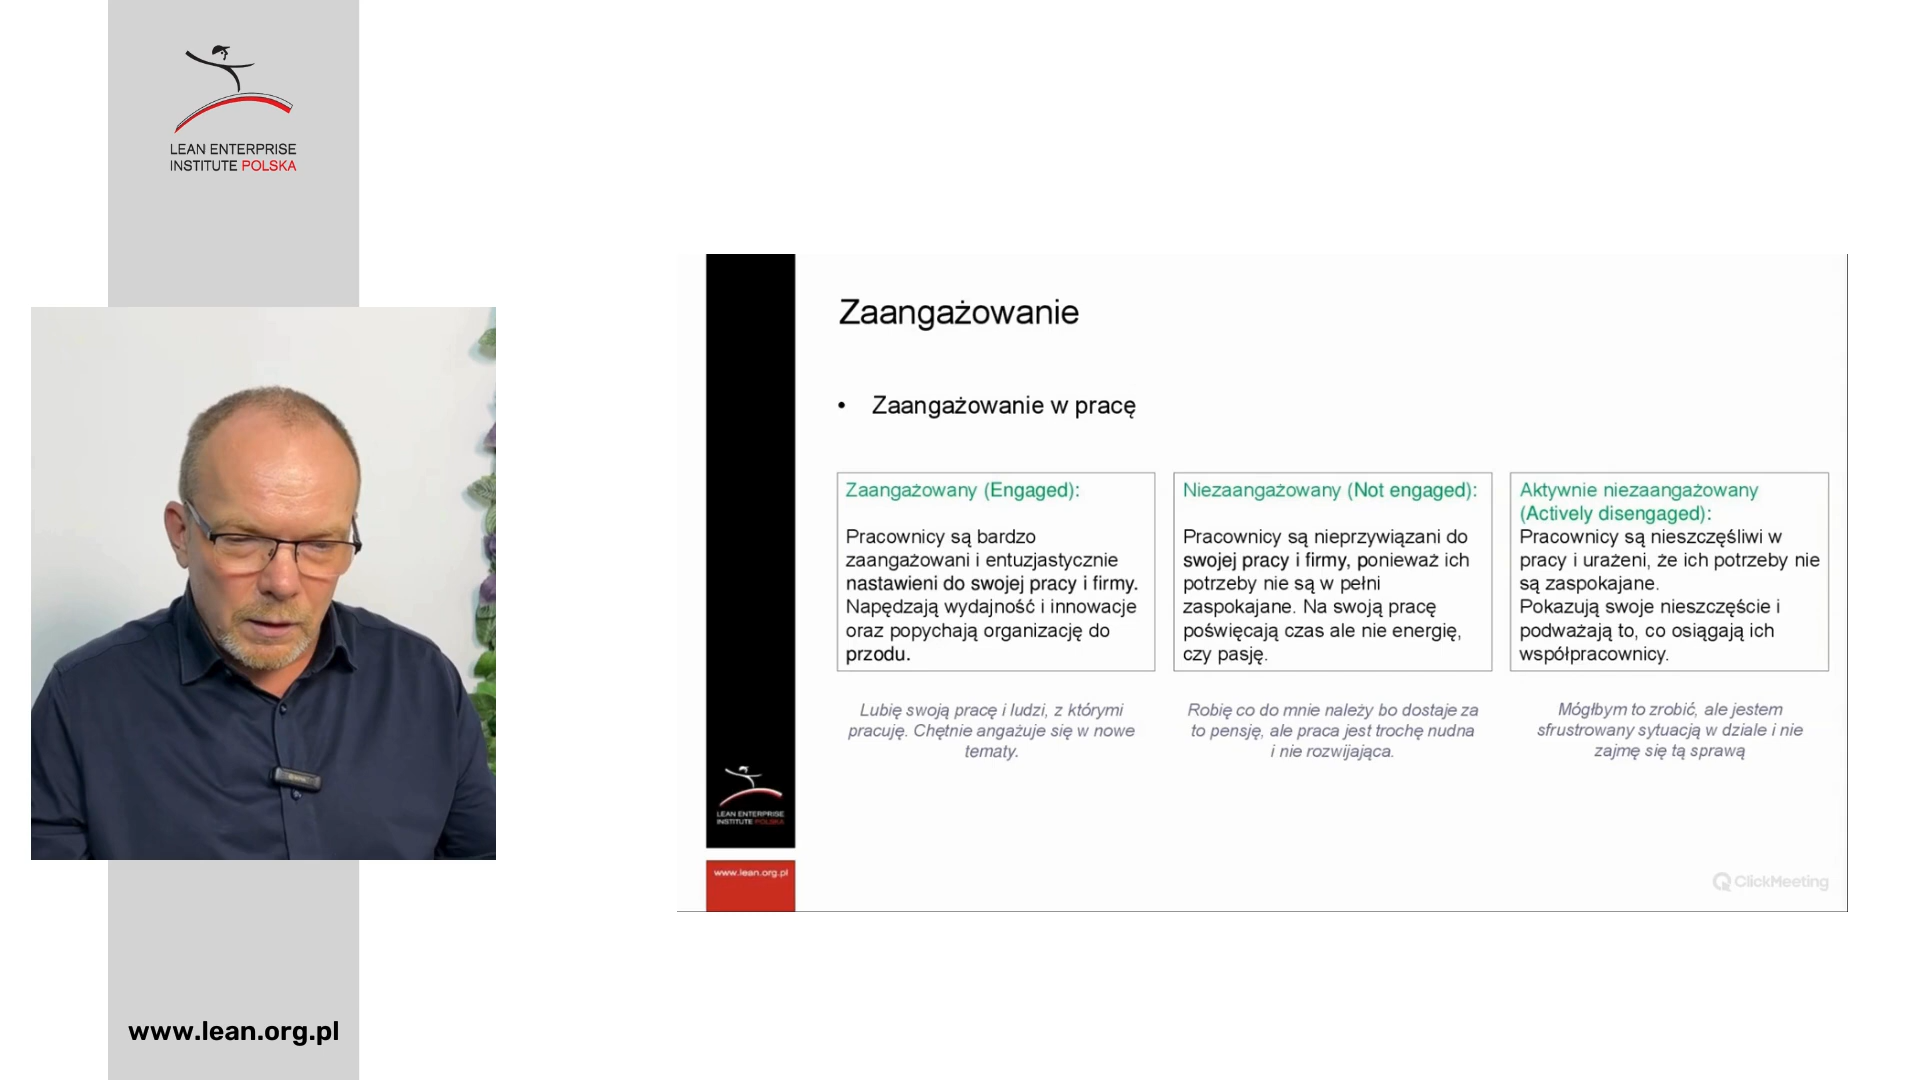 LEAN ENTERPRISE
INSTITUTE POLSKA
Zaangażowanie
• Zaangażowanie w pracę
Zaangażowany (Engaged):
Pracownicy są bardzo
zaangażowani i entuzjastycznie
nastawieni do swojej pracy i firmy.
Napędzają wydajność i innowacje
oraz popychają organizację do
przodu.
Lubię swoją pracę i ludzi, z którymi
pracuję. Chętnie angażuje się w nowe
tematy.
Niezaangażowany (Not engaged):
Pracownicy są nieprzywiązani do
swojej pracy i firmy, ponieważ ich
potrzeby nie są w pełni
zaspokajane. Na swoją pracę
poświęcają czas ale nie energię,
czy pasję.
Robię co do mnie należy bo dostaje za
to pensję, ale praca jest trochę nudna
i nie rozwijająca.
Aktywnie niezaangażowany
(Actively disengaged):
Pracownicy są nieszczęśliwi w
pracy i urażeni, że ich potrzeby nie
są zaspokajane.
Pokazują swoje nieszczęście i
podważają to, co osiągają ich
współpracownicy.
Mógłbym to zrobić, ale jestem
sfrustrowany sytuacją w dziale i nie
zajmę się tą sprawą
LEAN ENTERPRISE
INSTITUTE POLSKA
www.lean.org.pl
ClickMeeting
www.lean.org.pl